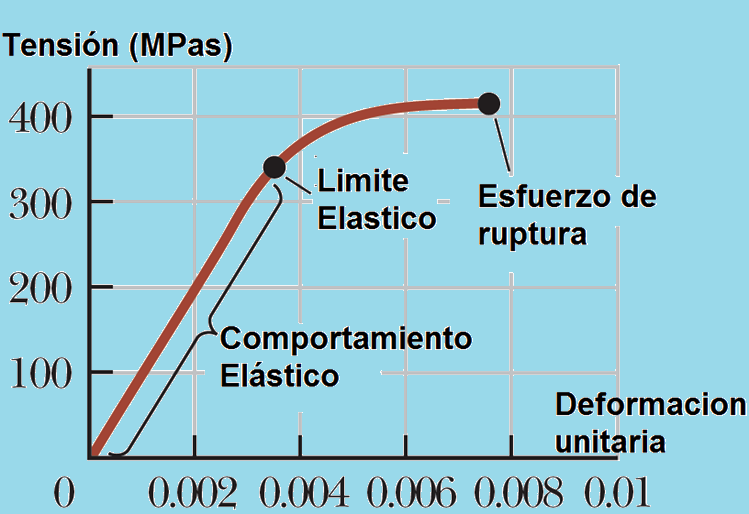 Tensión (MPas)
400
300
200
100
Limite
Elastico
Esfuerzo de
ruptura
Comportamiento
Elástico
Deformacion
unitaria
0 0.002 0.004 0.006 0.008 0.01